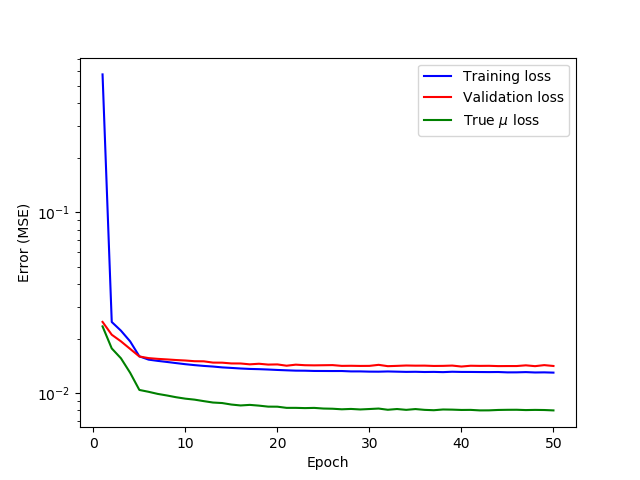 Training loss
Validation loss
True μ loss
Error (MSE)
10⁻¹
10⁻²
0 10 20 30 40 50
Epoch